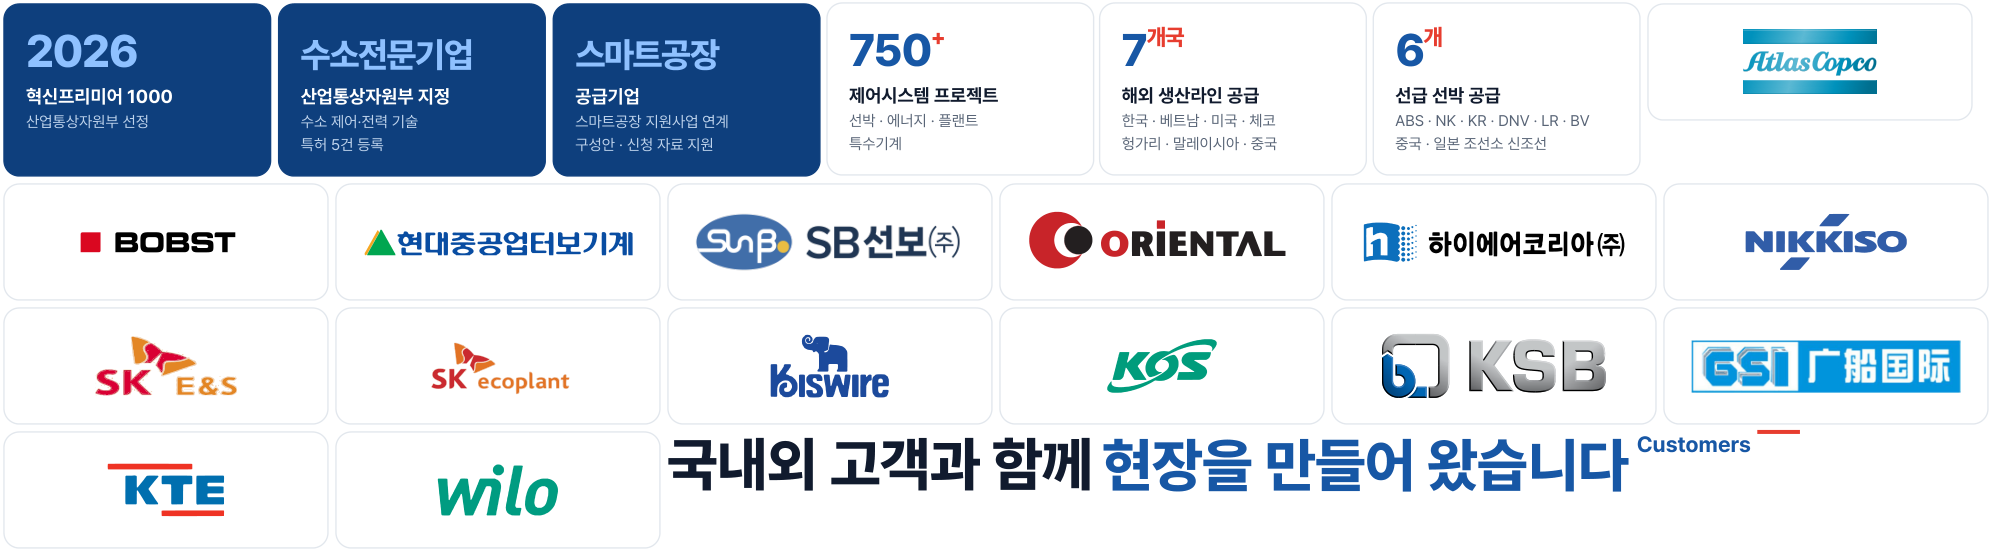 2026
혁신프리미어 1000
산업통상자원부 선정
수소전문기업
산업통상자원부 지정
수소 제어·전력 기술
특허 5건 등록
스마트공장
공급기업
스마트공장 지원사업 연계
구성안 · 신청 자료 지원
750+
제어시스템 프로젝트
선박 · 에너지 · 플랜트
특수기계
7개국
해외 생산라인 공급
한국 · 베트남 · 미국 · 체코
헝가리 · 말레이시아 · 중국
6개
선급 선박 공급
ABS · NK · KR · DNV · LR · BV
중국 · 일본 조선소 신조선
Atlas Copco
BOBST
현대중공업터보기계
SunBo SB선보(주)
ORIENTAL
h 하이에어코리아(주)
NIKKISO
SK E&S
SK ecoplant
KISWIRE
KOS
b KSB
GSI 广船国际
KTE
wilo
국내외 고객과 함께 현장을 만들어 왔습니다
Customers